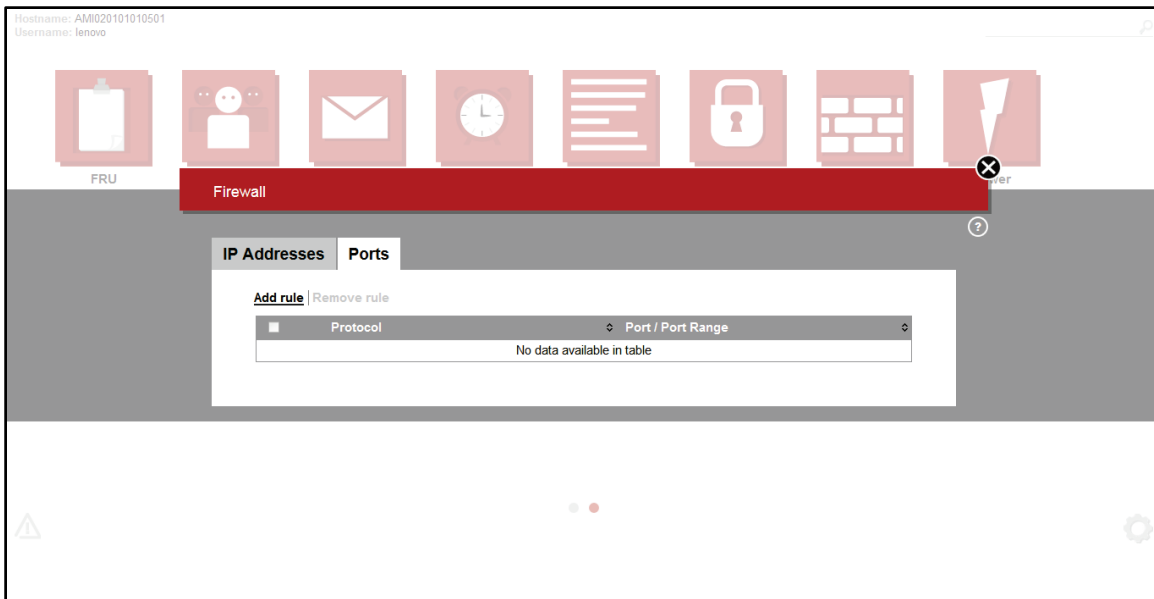 Hostname: AMI020101010501
Username: lenovo
FRU
wer
Firewall
?
IP Addresses Ports
Add rule Remove rule
Protocol Port / Port Range
No data available in table